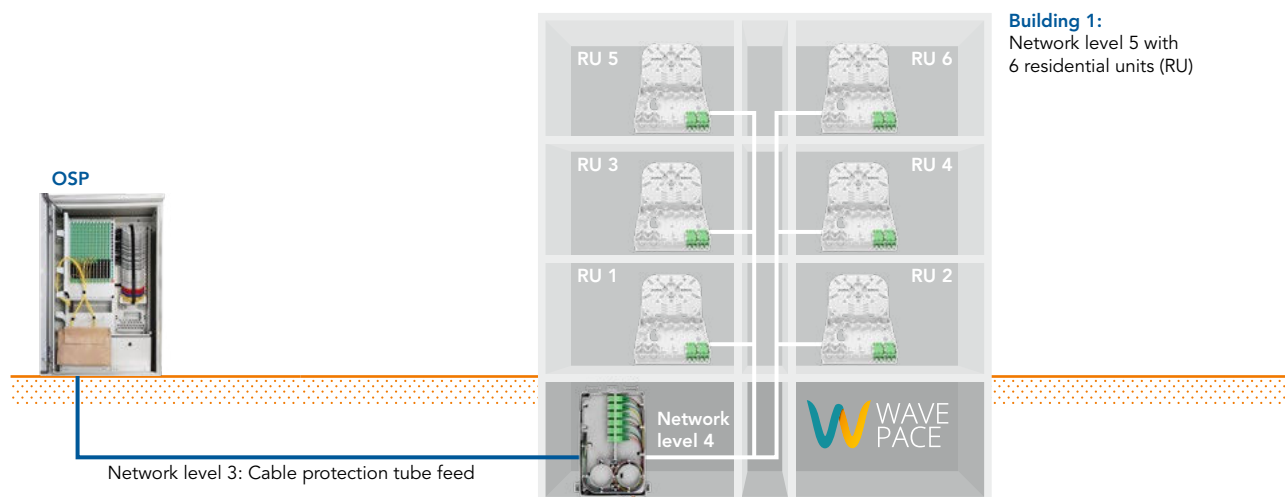 Building 1:
Network level 5 with
6 residential units (RU)
RU 5
RU 6
RU 3
RU 4
OSP
RU 1
RU 2
Network
level 4
WAVE
PACE
Network level 3: Cable protection tube feed